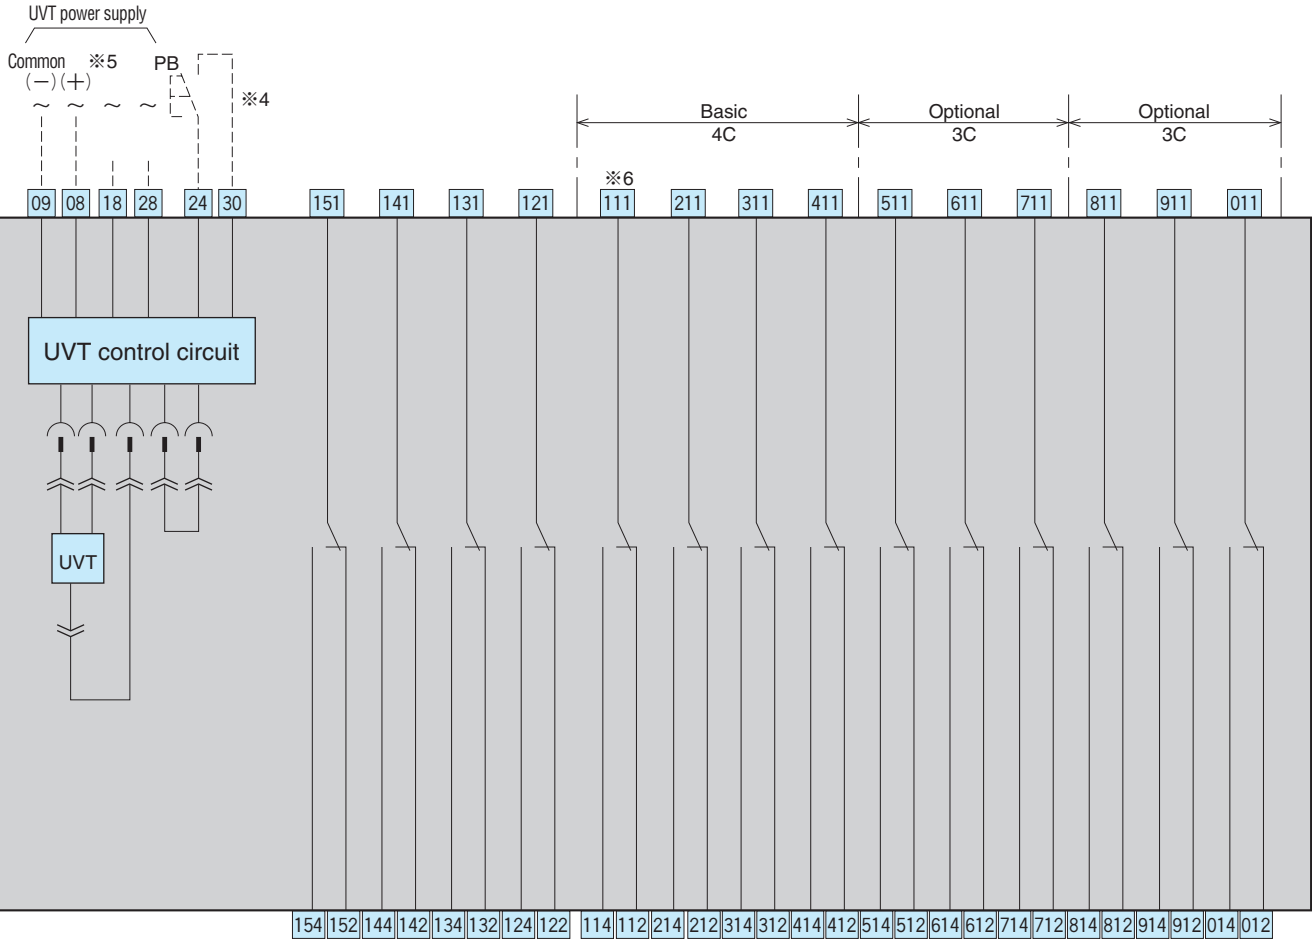 UVT power supply
Common ※5 PB
(－) (＋)
~ ~ ~ ~ ※4
Basic Optional Optional
4C 3C 3C
※6
09 08 18 28 24 30 151 141 131 121 111 211 311 411 511 611 711 811 911 011
UVT control circuit
UVT
154 152 144 142 134 132 124 122 114 112 214 212 314 312 414 412 514 512 614 612 714 712 814 812 914 912 014 012